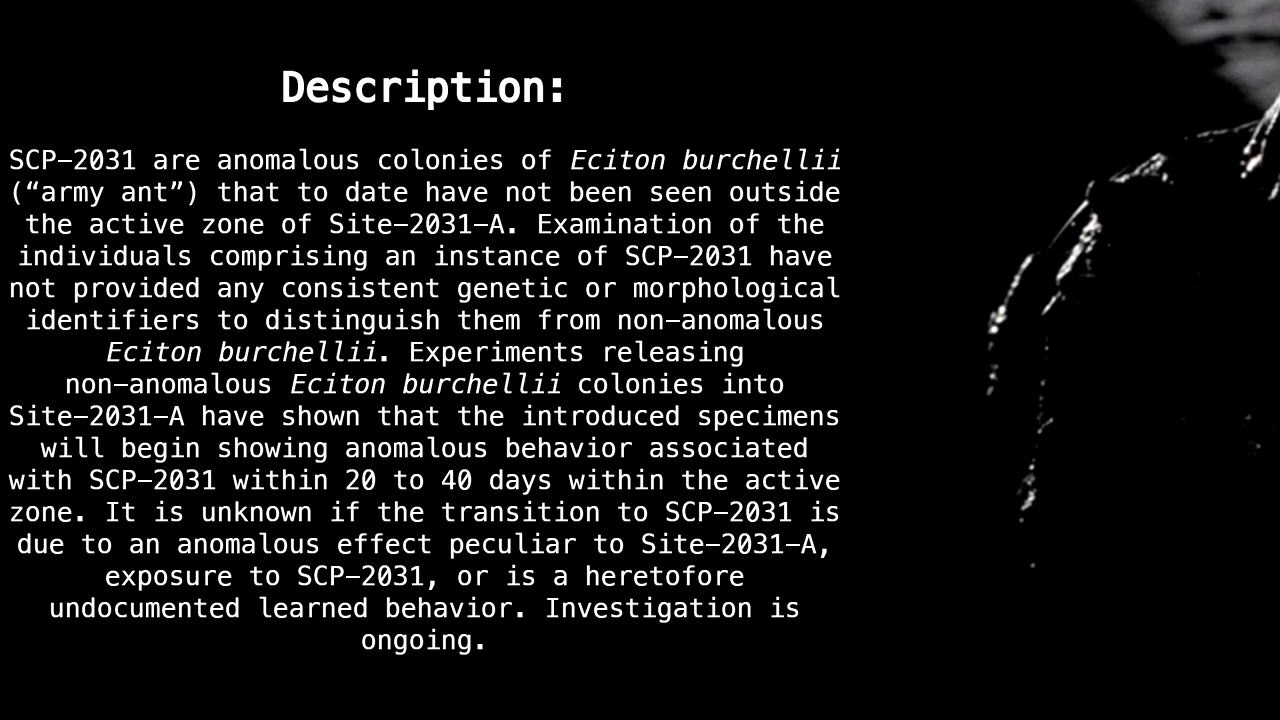 Description:
SCP-2031 are anomalous colonies of Eciton burchellii
(“army ant”) that to date have not been seen outside
the active zone of Site-2031-A. Examination of the
individuals comprising an instance of SCP-2031 have
not provided any consistent genetic or morphological
identifiers to distinguish them from non-anomalous
Eciton burchellii. Experiments releasing
non-anomalous Eciton burchellii colonies into
Site-2031-A have shown that the introduced specimens
will begin showing anomalous behavior associated
with SCP-2031 within 20 to 40 days within the active
zone. It is unknown if the transition to SCP-2031 is
due to an anomalous effect peculiar to Site-2031-A,
exposure to SCP-2031, or is a heretofore
undocumented learned behavior. Investigation is
ongoing.